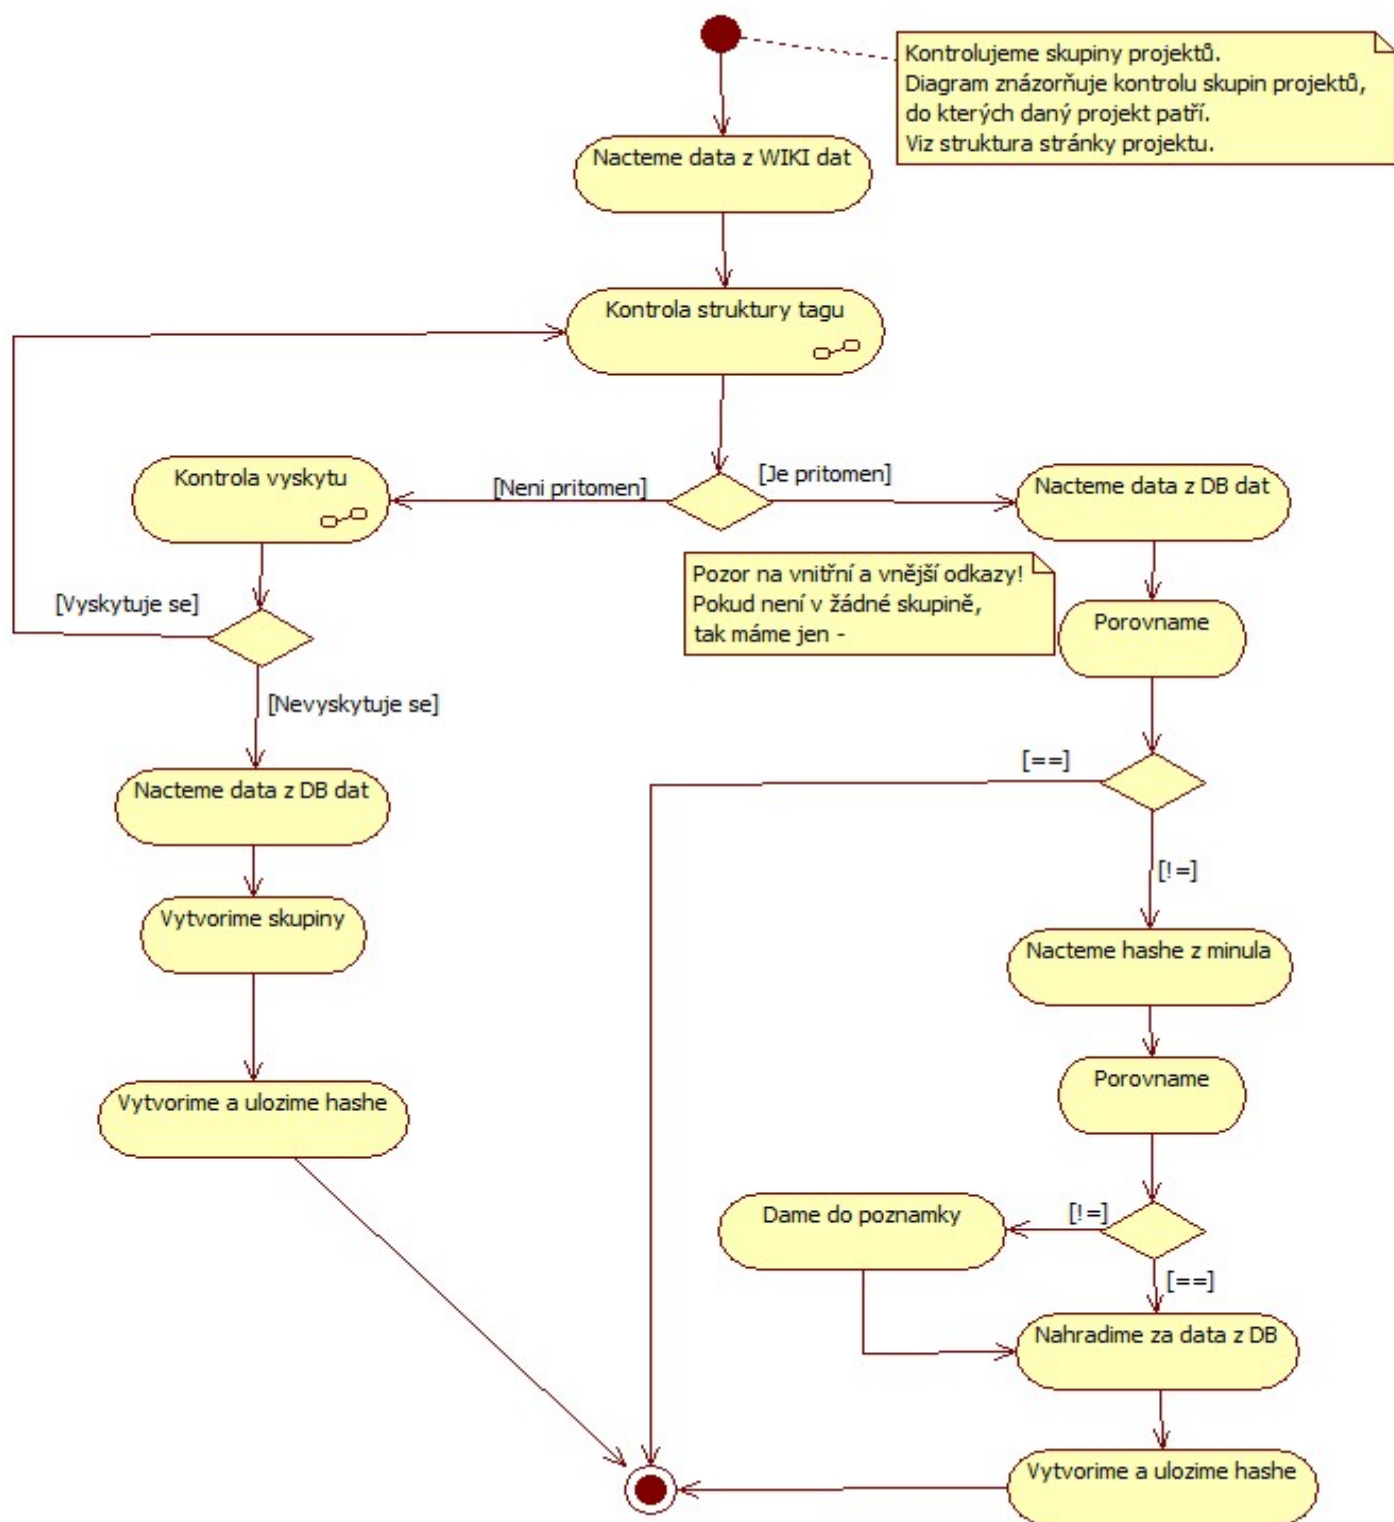 Kontrolujeme skupiny projektů.
Diagram znázorňuje kontrolu skupin projektů,
do kterých daný projekt patří.
Viz struktura stránky projektu.
Nacteme data z WIKI dat
Kontrola struktury tagu
[Neni pritomen]
[Je pritomen]
Kontrola vyskytu
Nacteme data z DB dat
Pozor na vnitřní a vnější odkazy!
Pokud není v žádné skupině,
tak máme jen -
[Vyskytuje se]
Porovname
[Nevyskytuje se]
[==]
Nacteme data z DB dat
[!=]
Vytvorime skupiny
Nacteme hashe z minula
Porovname
Vytvorime a ulozime hashe
Dame do poznamky
[!=]
[==]
Nahradime za data z DB
Vytvorime a ulozime hashe